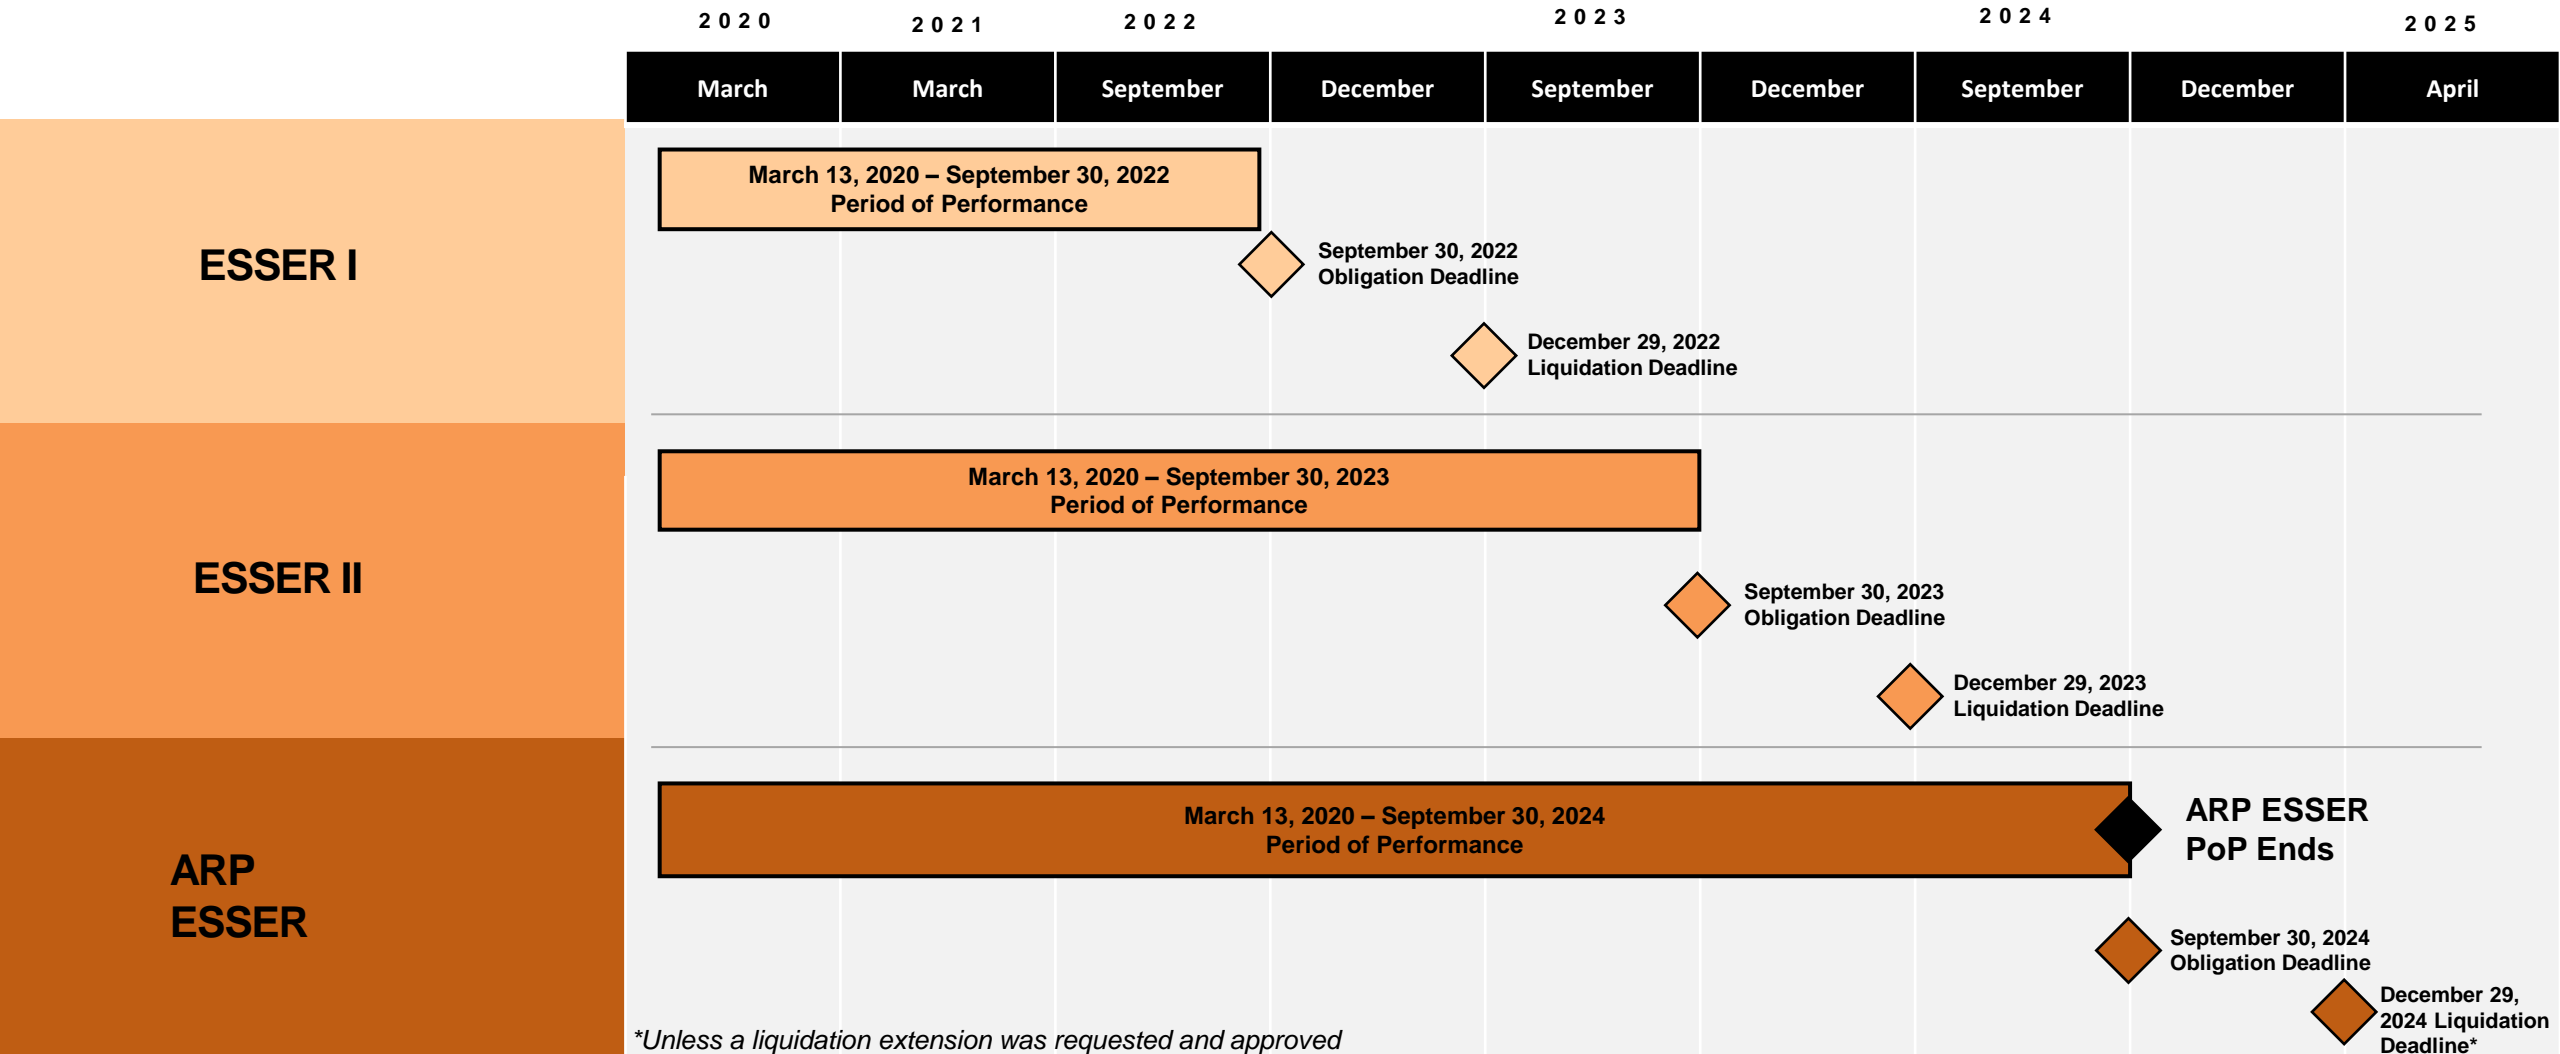 2020
2021
2022
2023
2024
2025
March
March
September
December
September
December
September
December
April
ESSER I
March 13, 2020 – September 30, 2022
Period of Performance
September 30, 2022
Obligation Deadline
December 29, 2022
Liquidation Deadline
ESSER II
March 13, 2020 – September 30, 2023
Period of Performance
September 30, 2023
Obligation Deadline
December 29, 2023
Liquidation Deadline
ARP
ESSER
March 13, 2020 – September 30, 2024
Period of Performance
ARP ESSER
PoP Ends
September 30, 2024
Obligation Deadline
December 29,
2024 Liquidation
Deadline*
*Unless a liquidation extension was requested and approved